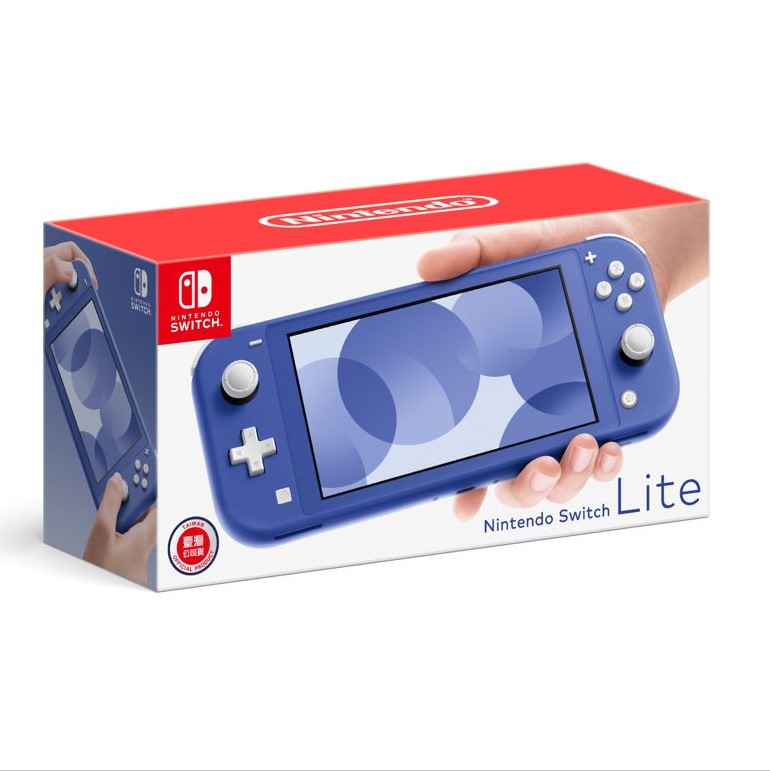 Nintendo
NINTENDO
SWITCH
NINTENDO
SWITCH
X
Y
A
B
TAIWAN
臺灣
公司貨
OFFICIAL PRODUCT
Nintendo Switch Lite